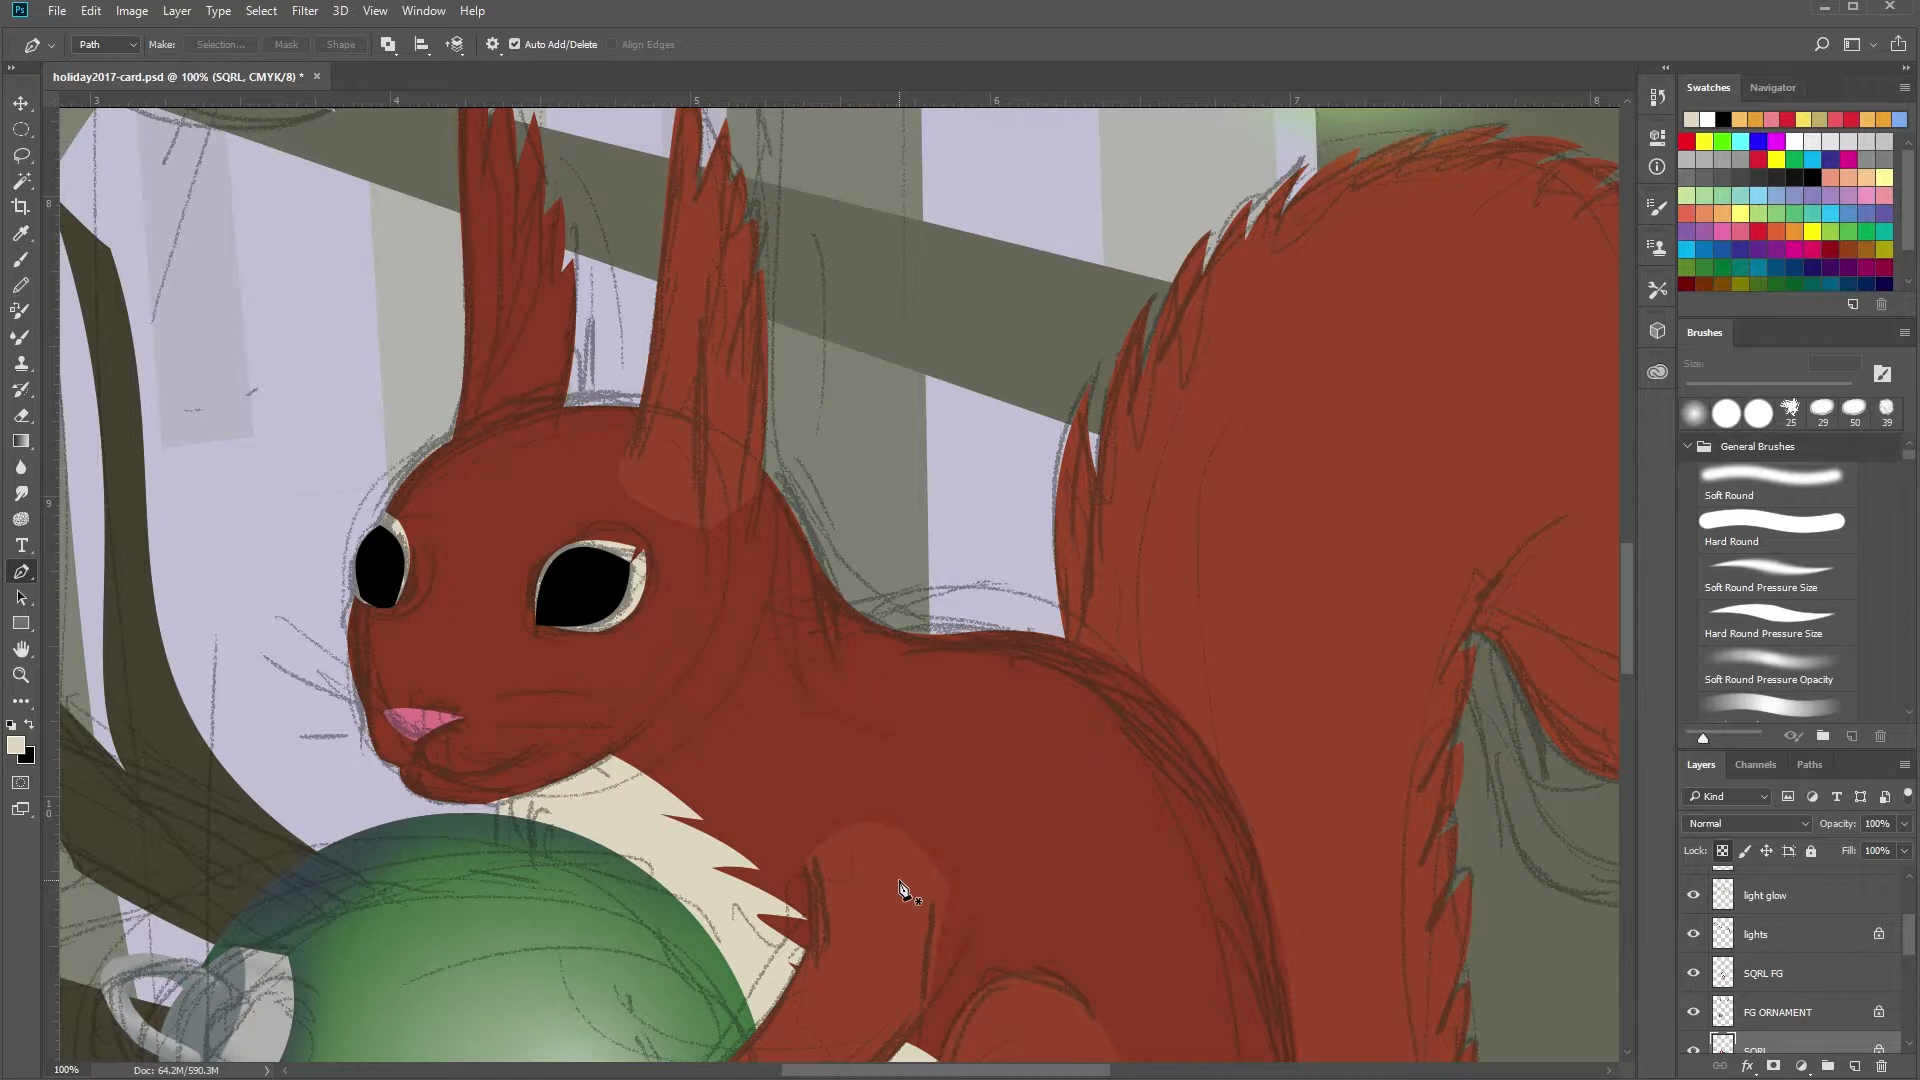 Ps File Edit Image Layer Type Select Filter 3D View Window Help
Path Make: Selection... Mask Shape Auto Add/Delete Align Edges
holiday2017-card.psd @ 100% (SQRL, CMYK/8) * ×
3 4 5 6 7 8
8
9
10
Swatches Navigator
Brushes
Size:
25 29 50 39
General Brushes
Soft Round
Hard Round
Soft Round Pressure Size
Hard Round Pressure Size
Soft Round Pressure Opacity
Layers Channels Paths
Kind
Normal Opacity: 100%
Lock: Fill: 100%
light glow
lights
SQRL FG
FG ORNAMENT
SQRL
100% Doc: 64.2M/590.3M